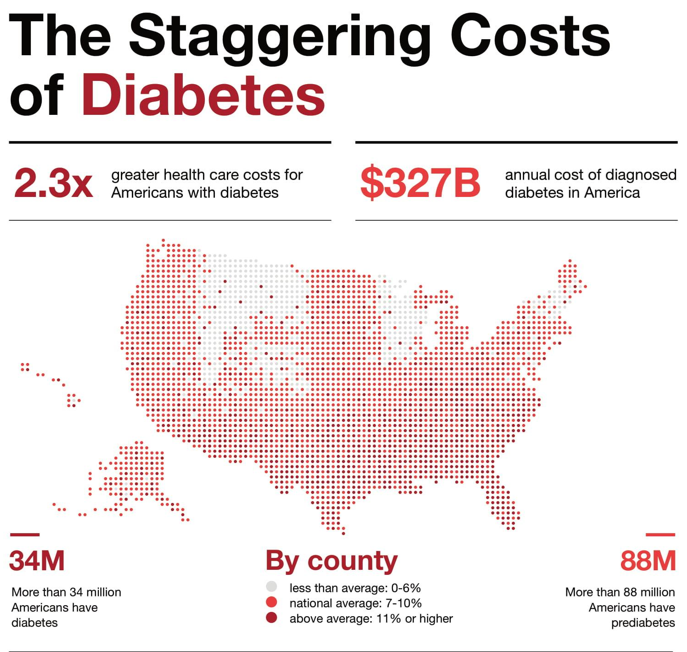 The Staggering Costs
of Diabetes
2.3x
greater health care costs for
Americans with diabetes
$327B
annual cost of diagnosed
diabetes in America
34M
More than 34 million
Americans have
diabetes
By county
less than average: 0-6%
national average: 7-10%
above average: 11% or higher
88M
More than 88 million
Americans have
prediabetes